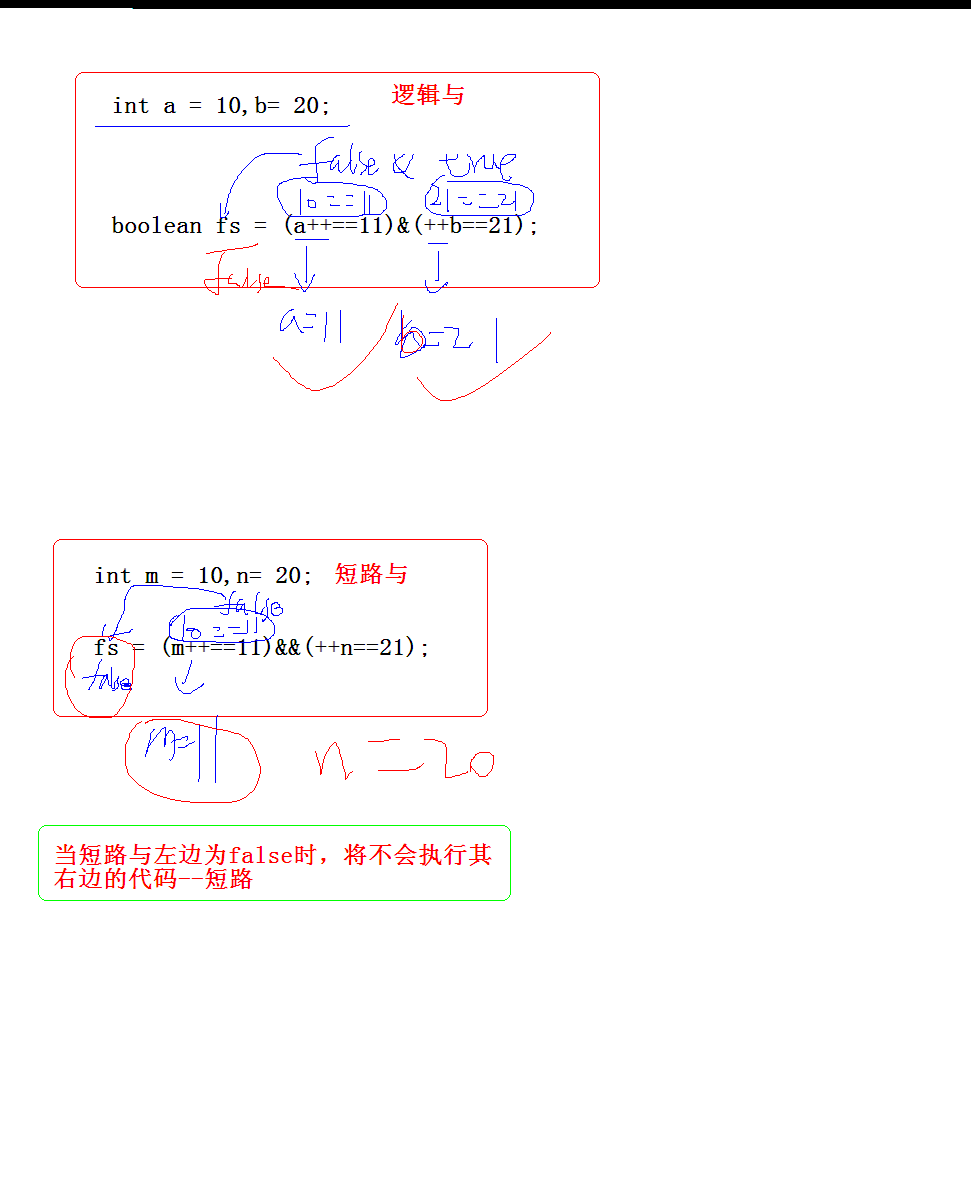 int a = 10,b= 20;
逻辑与
false & true
10==11
21==21
boolean fs = (a++==11)&(++b==21);
false
a=11
b=21
int m = 10,n= 20;
短路与
false
10==11
fs = (m++==11)&&(++n==21);
false
m=11
n=20
当短路与左边为false时，将不会执行其
右边的代码--短路